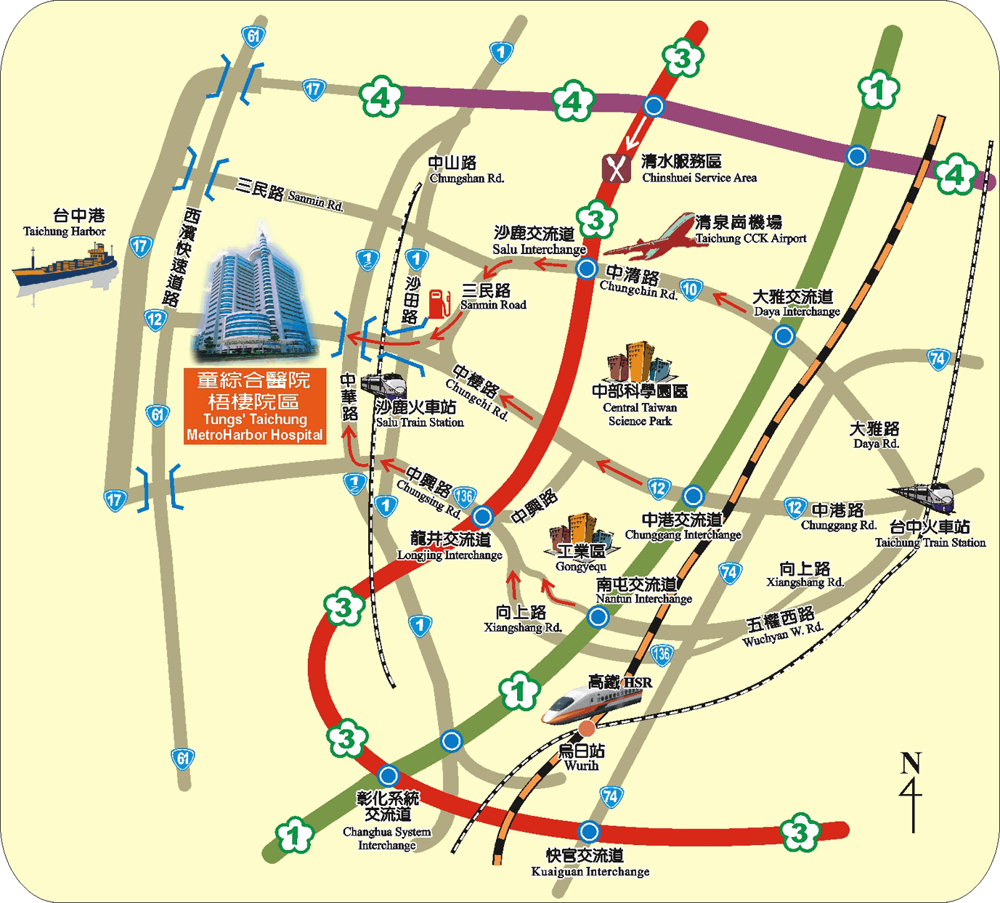 61
1
3
1
17
4
4
4
中山路
Chungshan Rd.
清水服務區
Chinshuei Service Area
三民路 Sanmin Rd.
台中港
Taichung Harbor
西濱快速道路
17
3
清泉崗機場
Taichung CCK Airport
沙鹿交流道
Salu Interchange
1乙
1
沙田路
中清路
Chungchin Rd.
10
三民路
Sanmin Road
大雅交流道
Daya Interchange
12
74
童綜合醫院
梧棲院區
Tungs' Taichung
MetroHarbor Hospital
中華路
中棲路
Chungchi Rd.
中部科學園區
Central Taiwan
Science Park
沙鹿火車站
Salu Train Station
61
大雅路
Daya Rd.
17
1乙
1
中興路
Chungsing Rd.
136
中興路
12
12
中港路
Chunggang Rd.
中港交流道
Chunggang Interchange
台中火車站
Taichung Train Station
龍井交流道
Longjing Interchange
工業區
Gongyequ
74
向上路
Xiangshang Rd.
南屯交流道
Nantun Interchange
3
向上路
Xiangshang Rd.
1
五權西路
Wuchyan W. Rd.
136
1
高鐵 HSR
3
烏日站
Wurih
61
N
彰化系統
交流道
Changhua System
Interchange
74
1
3
快官交流道
Kuaiguan Interchange